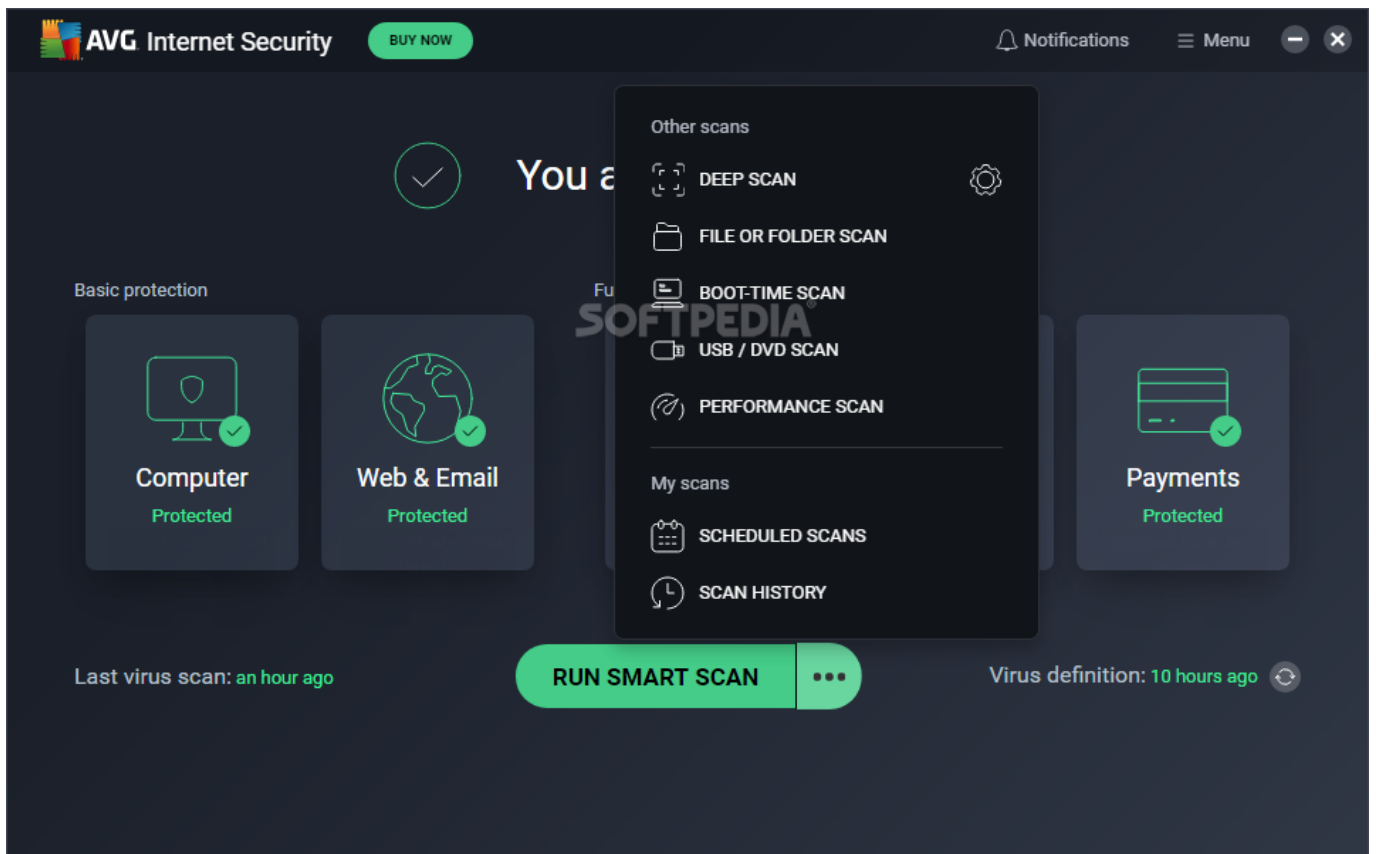 AVG Internet Security
BUY NOW
Notifications
Menu
You a
Other scans
DEEP SCAN
FILE OR FOLDER SCAN
BOOT-TIME SCAN
USB / DVD SCAN
PERFORMANCE SCAN
My scans
SCHEDULED SCANS
SCAN HISTORY
SOFTPEDIA®
Basic protection
Fu
Computer
Protected
Web & Email
Protected
Payments
Protected
Last virus scan: an hour ago
RUN SMART SCAN
Virus definition: 10 hours ago